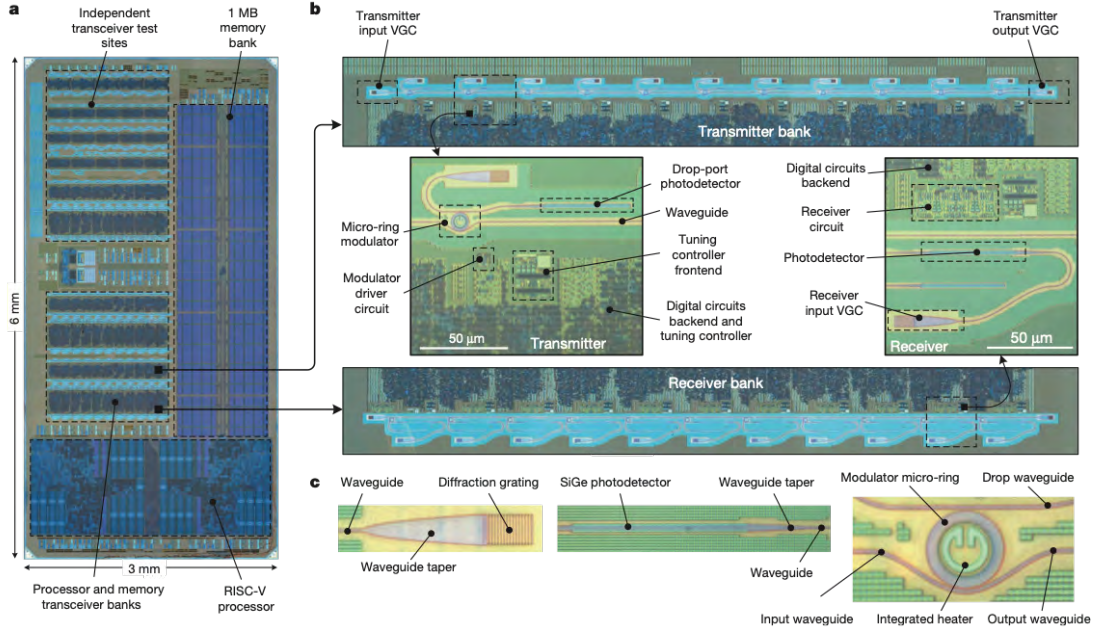 a
Independent
transceiver test
sites
1 MB
memory
bank
6 mm
3 mm
Processor and memory
transceiver banks
RISC-V
processor
b
Transmitter
input VGC
Transmitter
output VGC
Transmitter bank
Drop-port
photodetector
Waveguide
Micro-ring
modulator
Tuning
controller
frontend
Modulator
driver
circuit
Digital circuits
backend and
tuning controller
50 μm
Transmitter
Digital circuits
backend
Receiver
circuit
Photodetector
Receiver
input VGC
50 μm
Receiver
Receiver bank
c
Waveguide
Diffraction grating
Waveguide taper
SiGe photodetector
Waveguide taper
Waveguide
Modulator micro-ring
Drop waveguide
Input waveguide
Integrated heater
Output waveguide